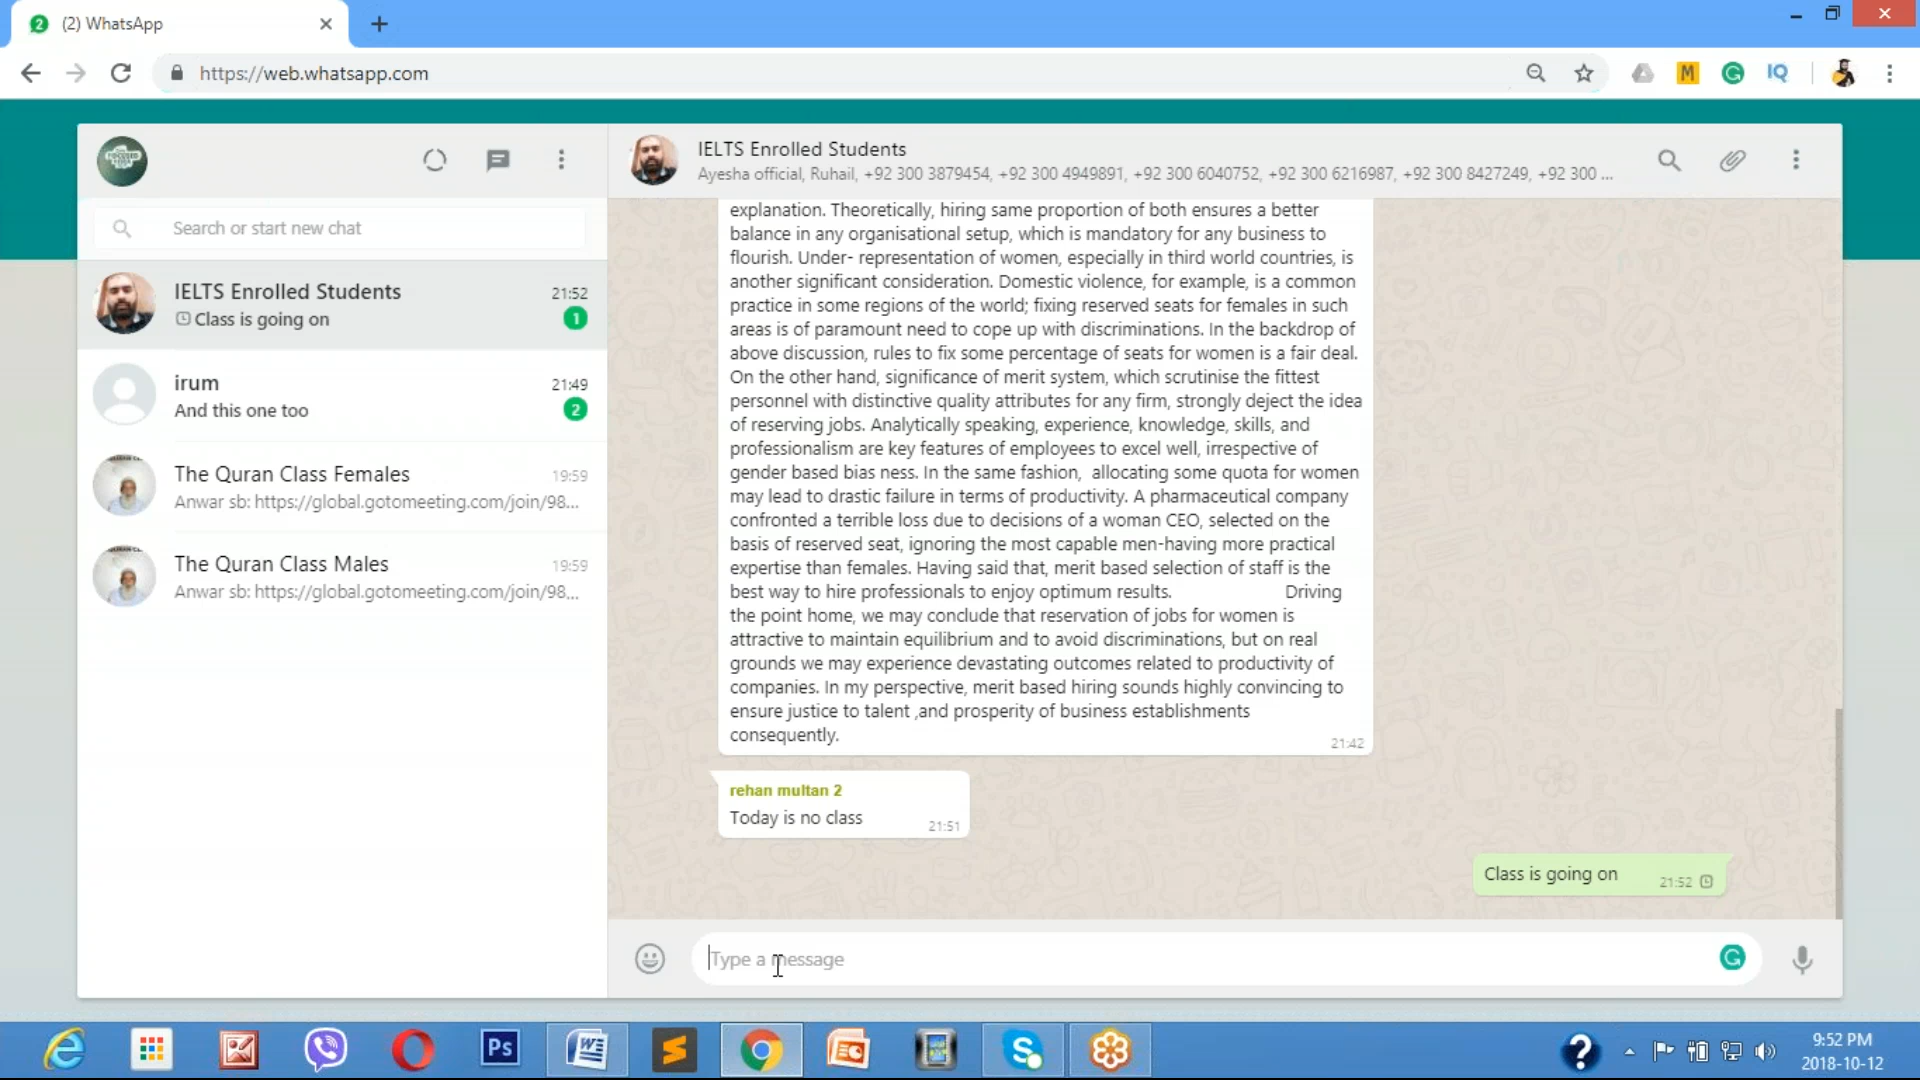 2 (2) WhatsApp
https://web.whatsapp.com
M G IQ
IELTS Enrolled Students
Ayesha official, Ruhail, +92 300 3879454, +92 300 4949891, +92 300 6040752, +92 300 6216987, +92 300 8427249, +92 300 ...
Search or start new chat
IELTS Enrolled Students 21:52
Class is going on 1
irum 21:49
And this one too 2
The Quran Class Females 19:59
Anwar sb: https://global.gotomeeting.com/join/98...
The Quran Class Males 19:59
Anwar sb: https://global.gotomeeting.com/join/98...
explanation. Theoretically, hiring same proportion of both ensures a better
balance in any organisational setup, which is mandatory for any business to
flourish. Under- representation of women, especially in third world countries, is
another significant consideration. Domestic violence, for example, is a common
practice in some regions of the world; fixing reserved seats for females in such
areas is of paramount need to cope up with discriminations. In the backdrop of
above discussion, rules to fix some percentage of seats for women is a fair deal.
On the other hand, significance of merit system, which scrutinise the fittest
personnel with distinctive quality attributes for any firm, strongly deject the idea
of reserving jobs. Analytically speaking, experience, knowledge, skills, and
professionalism are key features of employees to excel well, irrespective of
gender based bias ness. In the same fashion,  allocating some quota for women
may lead to drastic failure in terms of productivity. A pharmaceutical company
confronted a terrible loss due to decisions of a woman CEO, selected on the
basis of reserved seat, ignoring the most capable men-having more practical
expertise than females. Having said that, merit based selection of staff is the
best way to hire professionals to enjoy optimum results. Driving
the point home, we may conclude that reservation of jobs for women is
attractive to maintain equilibrium and to avoid discriminations, but on real
grounds we may experience devastating outcomes related to productivity of
companies. In my perspective, merit based hiring sounds highly convincing to
ensure justice to talent ,and prosperity of business establishments
consequently.
21:42
rehan multan 2
Today is no class 21:51
Class is going on 21:52
Type a message
Ps
9:52 PM
2018-10-12